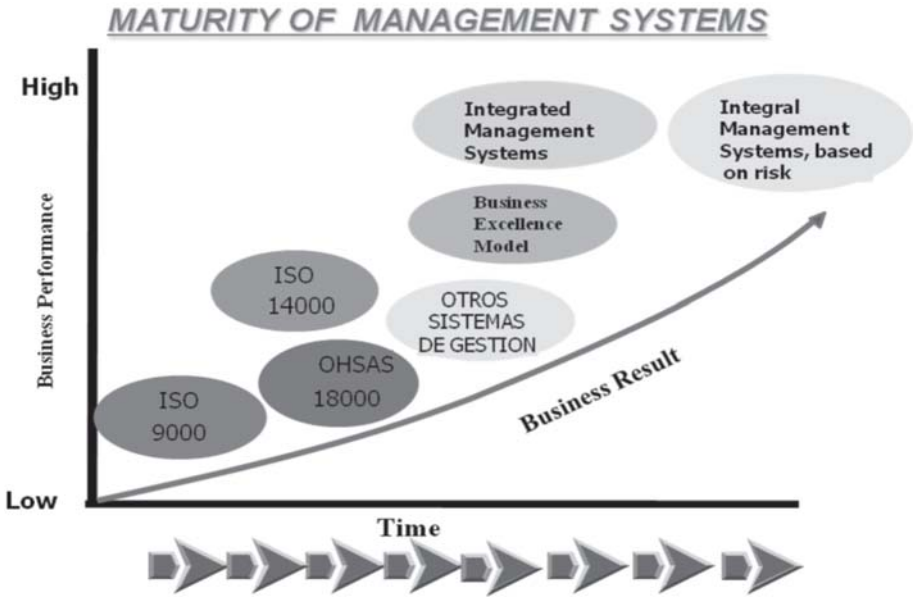 MATURITY OF MANAGEMENT SYSTEMS
High
Integrated
Management
Systems
Integral
Management
Systems, based
on risk
Business
Excellence
Model
Business Performance
ISO
14000
OTROS
SISTEMAS
DE GESTION
OHSAS
18000
ISO
9000
Business Result
Low
Time